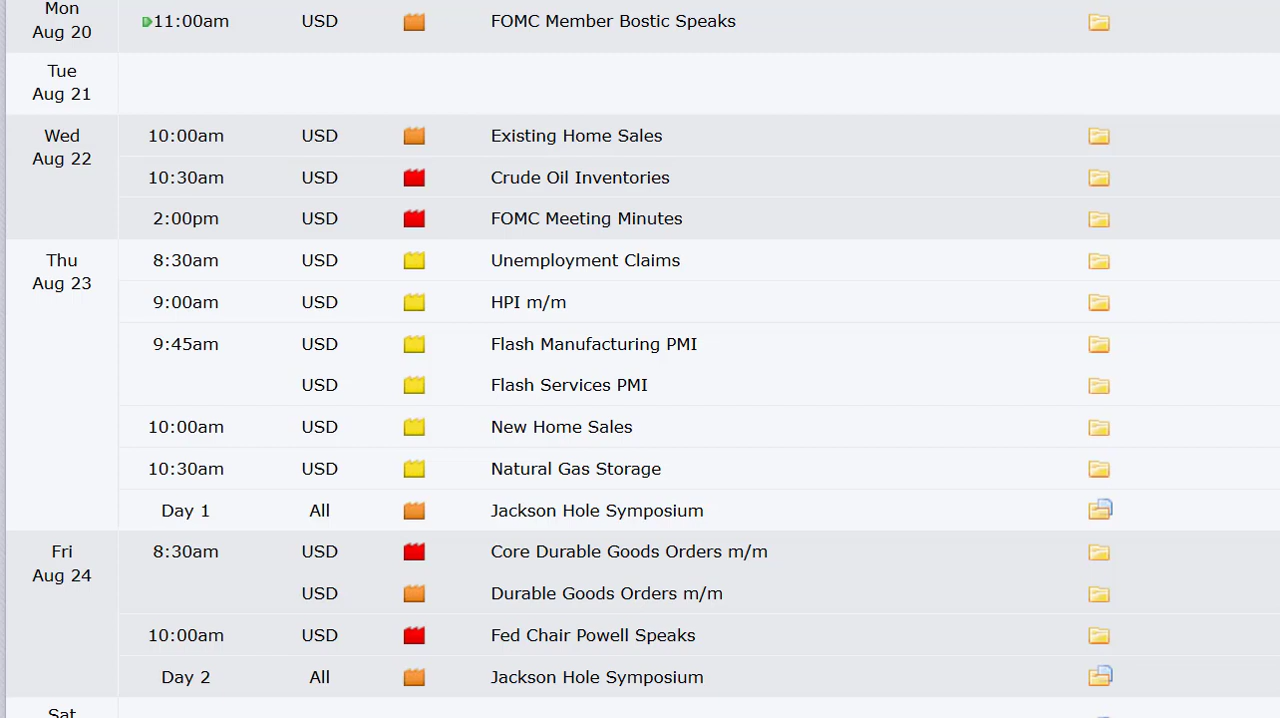 Mon
Aug 20
11:00am USD FOMC Member Bostic Speaks
Tue
Aug 21
Wed
Aug 22
10:00am USD Existing Home Sales
10:30am USD Crude Oil Inventories
2:00pm USD FOMC Meeting Minutes
Thu
Aug 23
8:30am USD Unemployment Claims
9:00am USD HPI m/m
9:45am USD Flash Manufacturing PMI
USD Flash Services PMI
10:00am USD New Home Sales
10:30am USD Natural Gas Storage
Day 1 All Jackson Hole Symposium
Fri
Aug 24
8:30am USD Core Durable Goods Orders m/m
USD Durable Goods Orders m/m
10:00am USD Fed Chair Powell Speaks
Day 2 All Jackson Hole Symposium
Sat